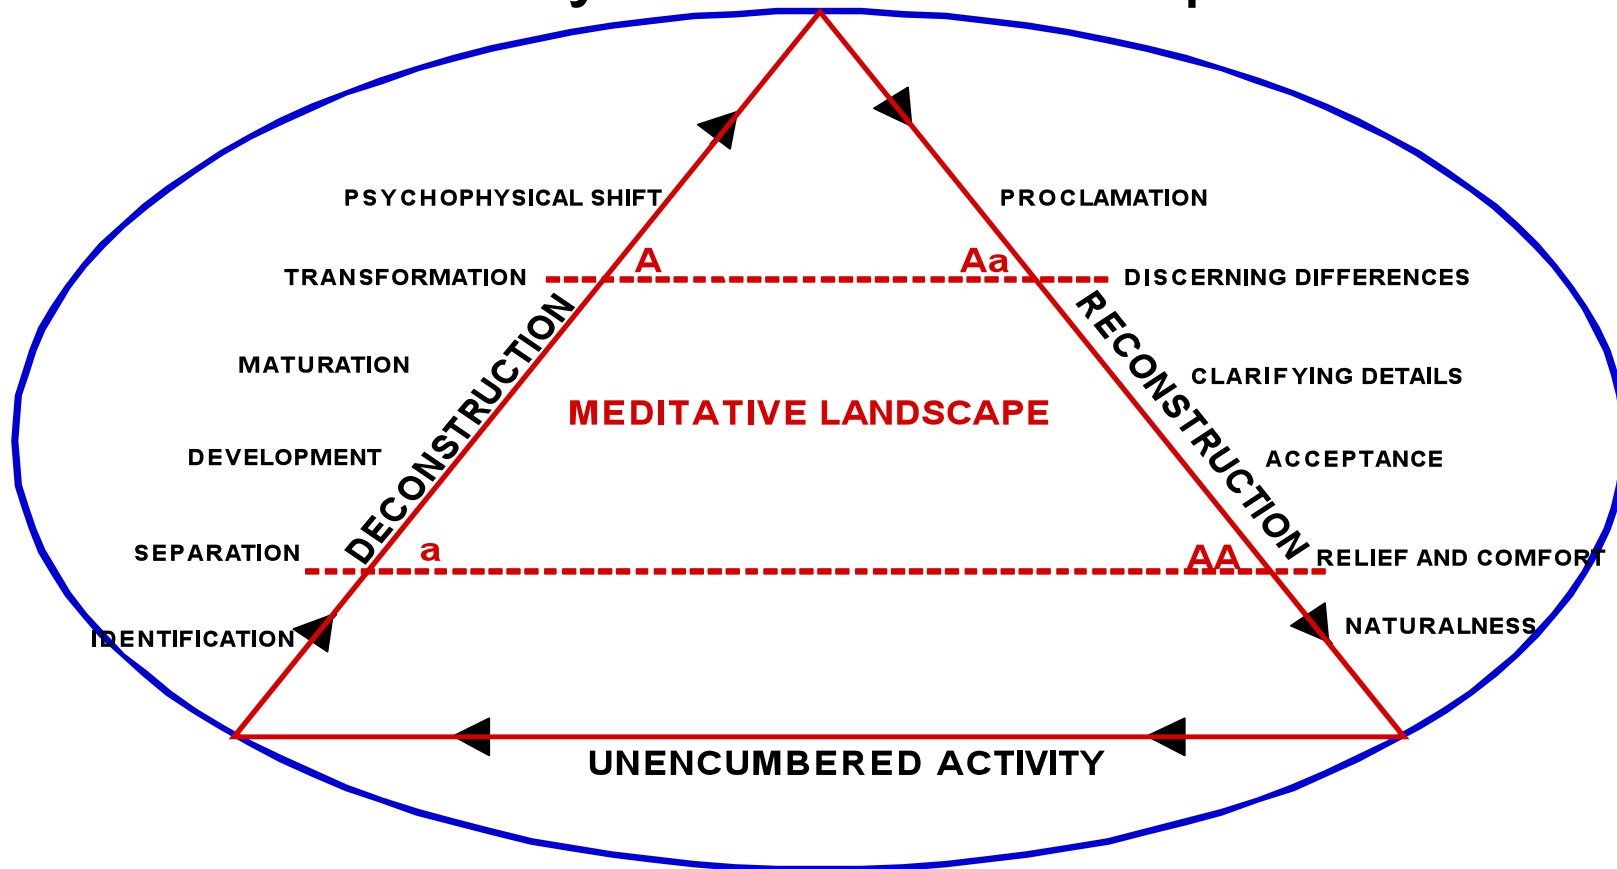 PSYCHOPHYSICAL SHIFT
PROCLAMATION
A
Aa
TRANSFORMATION
DISCERNING DIFFERENCES
DECONSTRUCTION
RECONSTRUCTION
MATURATION
CLARIFYING DETAILS
MEDITATIVE LANDSCAPE
DEVELOPMENT
ACCEPTANCE
SEPARATION
a
AA
RELIEF AND COMFORT
IDENTIFICATION
NATURALNESS
UNENCUMBERED ACTIVITY